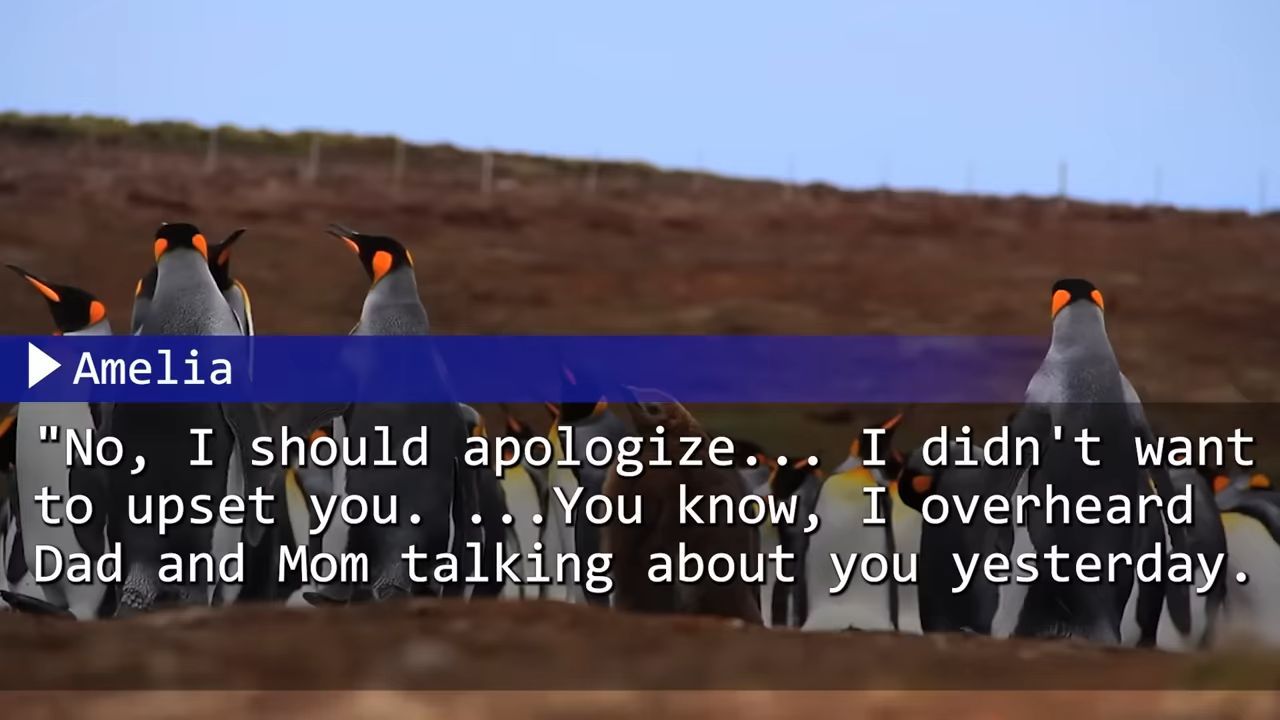 Amelia
"No, I should apologize... I didn't want
to upset you. ...You know, I overheard
Dad and Mom talking about you yesterday.